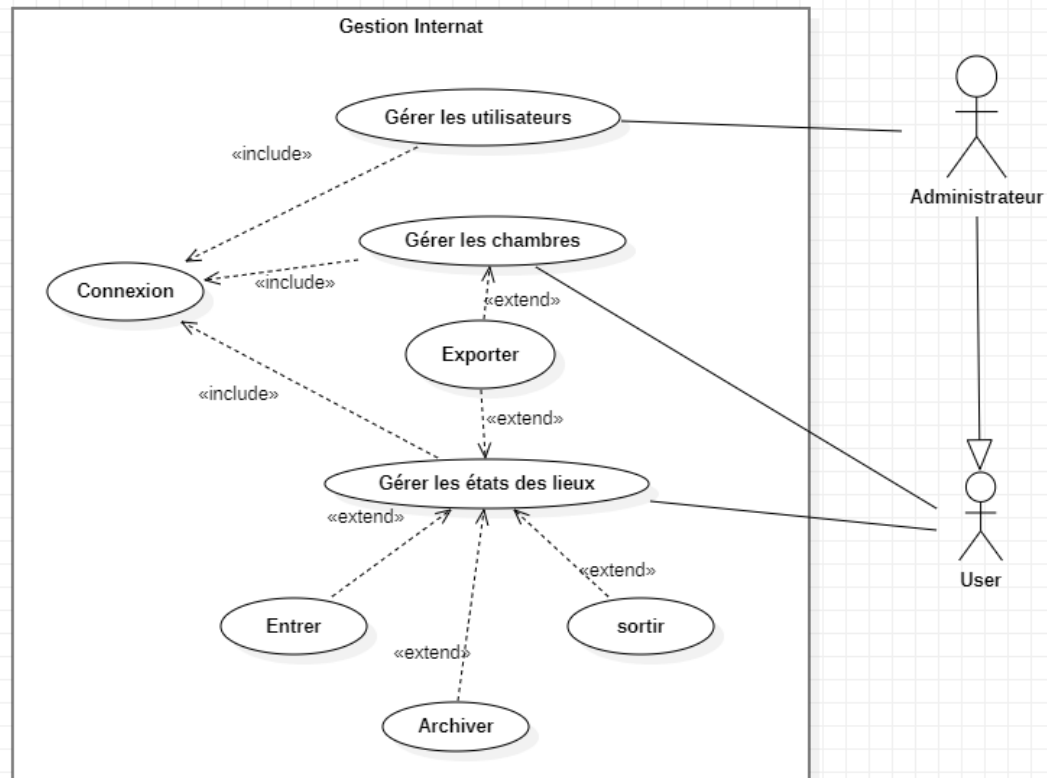 Gestion Internat
Gérer les utilisateurs
«include»
Administrateur
Gérer les chambres
«include»
Connexion
«extend»
Exporter
«include»
«extend»
Gérer les états des lieux
«extend»
«extend»
User
Entrer
sortir
«extend»
Archiver